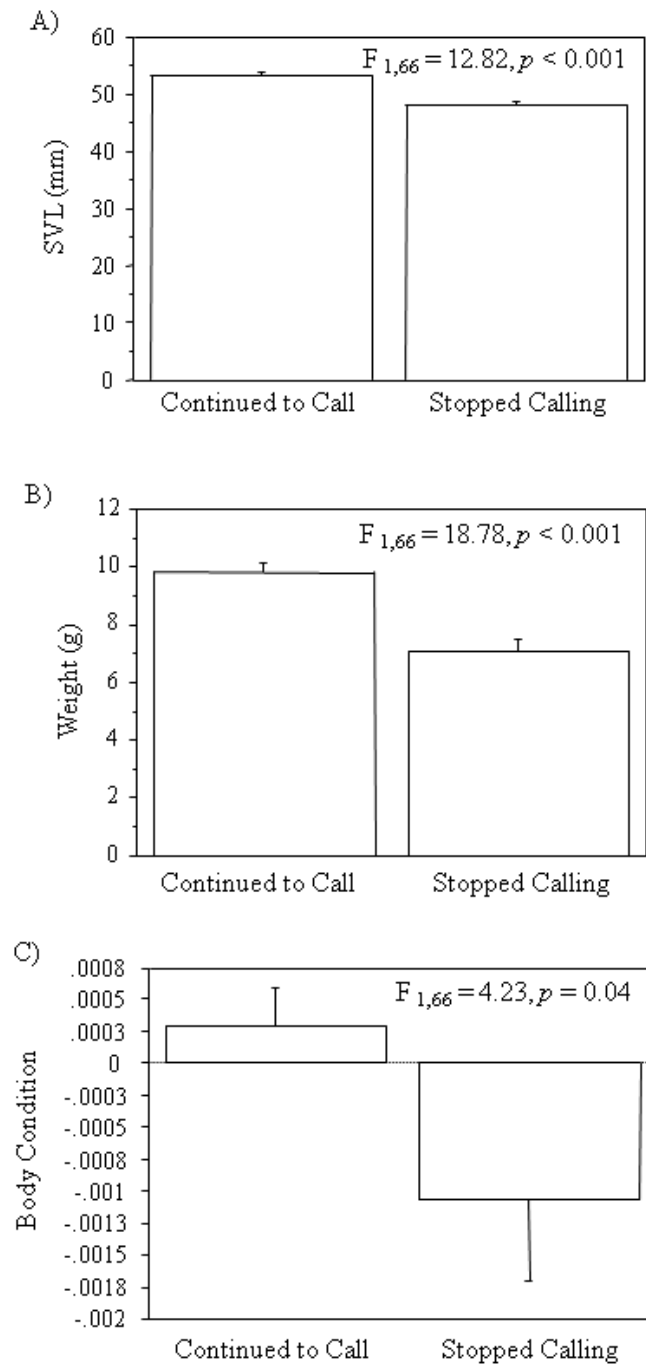 A)
F 1,66 = 12.82, p < 0.001
60
50
40
30
20
10
0
SVL (mm)
Continued to Call Stopped Calling
B)
F 1,66 = 18.78, p < 0.001
12
10
8
6
4
2
0
Weight (g)
Continued to Call Stopped Calling
C)
F 1,66 = 4.23, p = 0.04
.0008
.0005
.0003
0
-.0003
-.0005
-.0008
-.001
-.0013
-.0015
-.0018
-.002
Body Condition
Continued to Call Stopped Calling